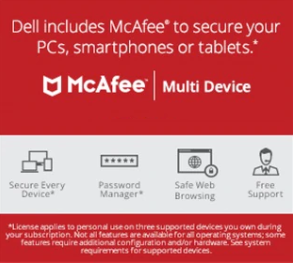 Dell includes McAfee* to secure your
PCs, smartphones or tablets.*
McAfee™ Multi Device
Secure Every Password Safe Web Free
Device* Manager* Browsing Support
*License applies to personal use on three supported devices you own during
your subscription. Not all features are available for all operating systems; some
features require additional configuration and/or hardware. See system
requirements for supported devices.